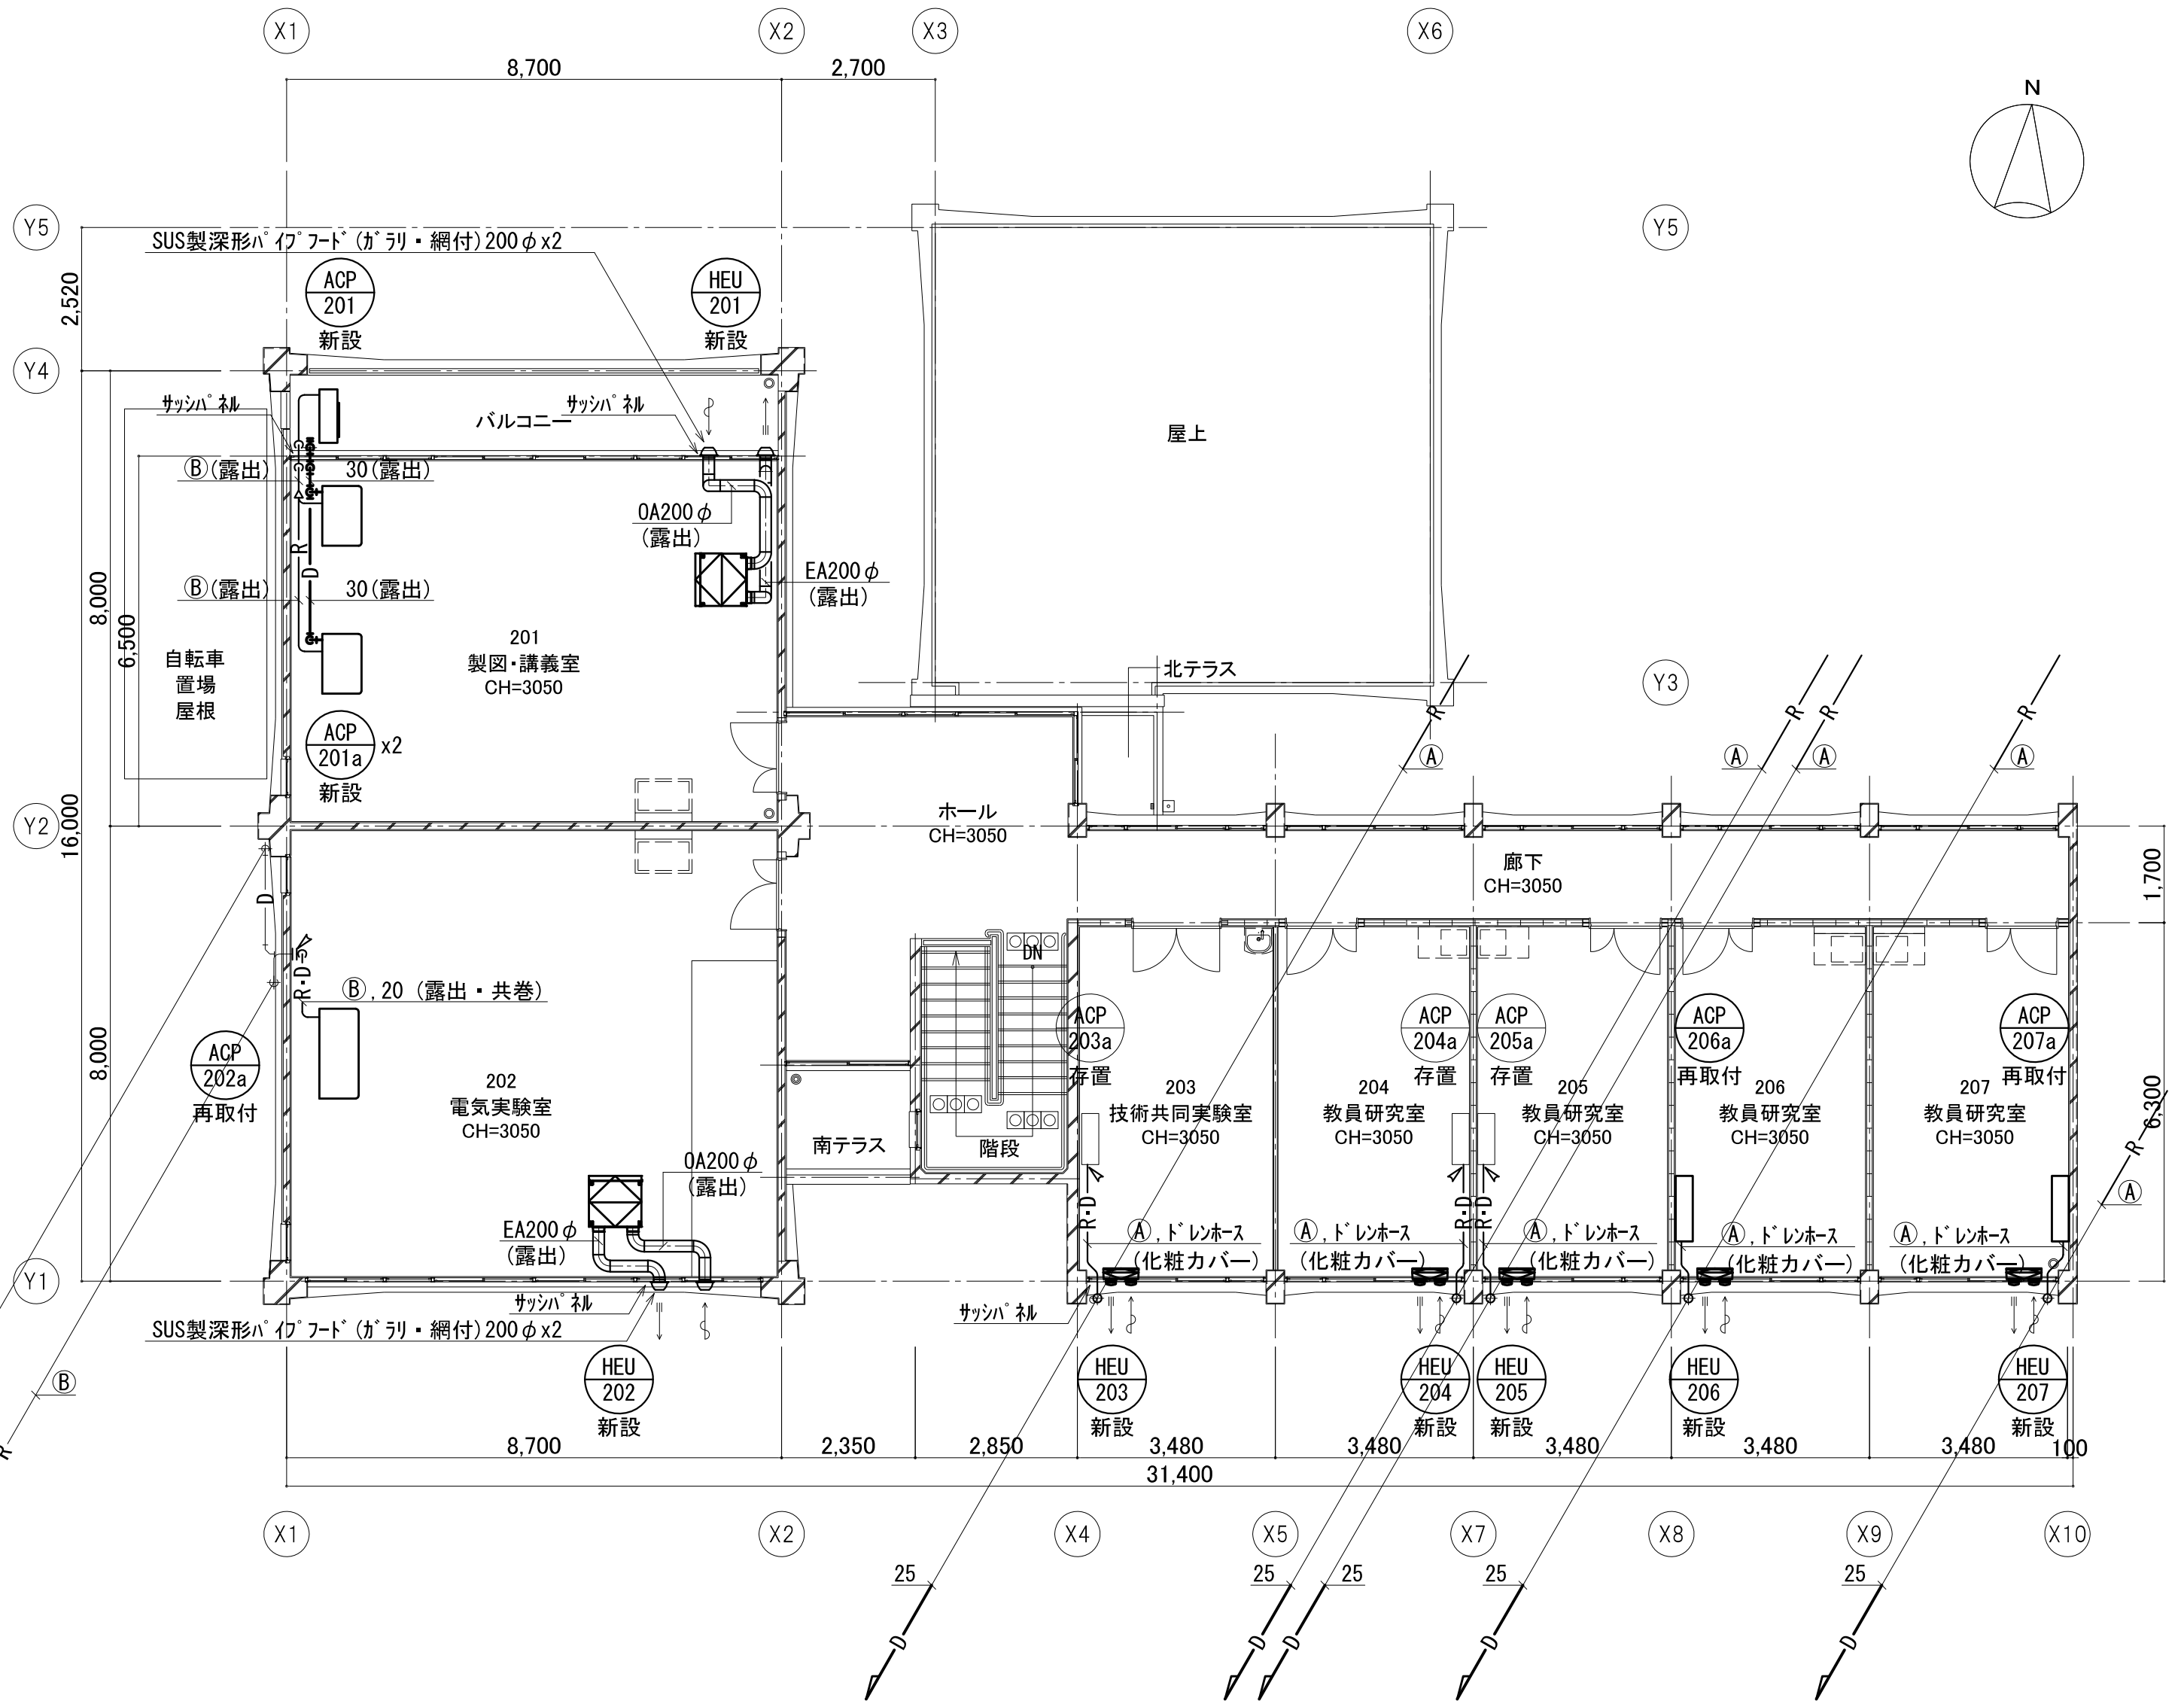 X1
X2
X3
X6
8,700
2,700
N
Y5
Y5
SUS製深形ﾊﾟｲﾌﾟﾌｰﾄﾞ(ｶﾞﾗﾘ・網付)200φx2
2,520
ACP
201
新設
HEU
201
新設
Y4
ｻｯｼﾊﾟﾈﾙ
バルコニー
ｻｯｼﾊﾟﾈﾙ
屋上
G
G
Ⓑ(露出)
30(露出)
OA200φ
(露出)
R
D
EA200φ
(露出)
Ⓑ(露出)
30(露出)
8,000
6,500
自転車
置場
屋根
201
製図・講義室
CH=3050
北テラス
Y3
ACP
201a
x2
新設
R
R
R
R
Ⓐ
Ⓐ
Ⓐ
Ⓐ
Y2
16,000
ホール
CH=3050
廊下
CH=3050
1,700
D
G
R・D
DN
Ⓑ,20 (露出・共巻)
ACP
202a
再取付
202
電気実験室
CH=3050
8,000
南テラス
階段
ACP
203a
存置
ACP
204a
存置
ACP
205a
存置
ACP
206a
再取付
ACP
207a
再取付
203
技術共同実験室
CH=3050
204
教員研究室
CH=3050
205
教員研究室
CH=3050
206
教員研究室
CH=3050
207
教員研究室
CH=3050
6,300
R
Ⓐ
OA200φ
(露出)
EA200φ
(露出)
R・D
R・D
R・D
Ⓐ,ﾄﾞﾚﾝﾎｰｽ
(化粧カバー)
Ⓐ,ﾄﾞﾚﾝﾎｰｽ
(化粧カバー)
Ⓐ,ﾄﾞﾚﾝﾎｰｽ
(化粧カバー)
Ⓐ,ﾄﾞﾚﾝﾎｰｽ
(化粧カバー)
Ⓐ,ﾄﾞﾚﾝﾎｰｽ
(化粧カバー)
Y1
ｻｯｼﾊﾟﾈﾙ
ｻｯｼﾊﾟﾈﾙ
SUS製深形ﾊﾟｲﾌﾟﾌｰﾄﾞ(ｶﾞﾗﾘ・網付)200φx2
Ⓑ
R
HEU
202
新設
HEU
203
新設
HEU
204
新設
HEU
205
新設
HEU
206
新設
HEU
207
新設
8,700
2,350
2,850
3,480
3,480
3,480
3,480
3,480
100
31,400
X1
X2
X4
X5
X7
X8
X9
X10
25
25
25
25
25
D
D
D
D
D